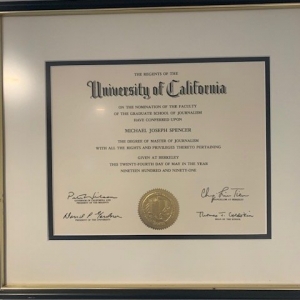 THE REGENTS OF THE
University of California
ON THE NOMINATION OF THE FACULTY
OF THE GRADUATE SCHOOL OF JOURNALISM
HAVE CONFERRED UPON
MICHAEL JOSEPH SPENCER
THE DEGREE OF MASTER OF JOURNALISM
WITH ALL THE RIGHTS AND PRIVILEGES THERETO PERTAINING
GIVEN AT BERKELEY
THIS TWENTY-FOURTH DAY OF MAY IN THE YEAR
NINETEEN HUNDRED AND NINETY-ONE